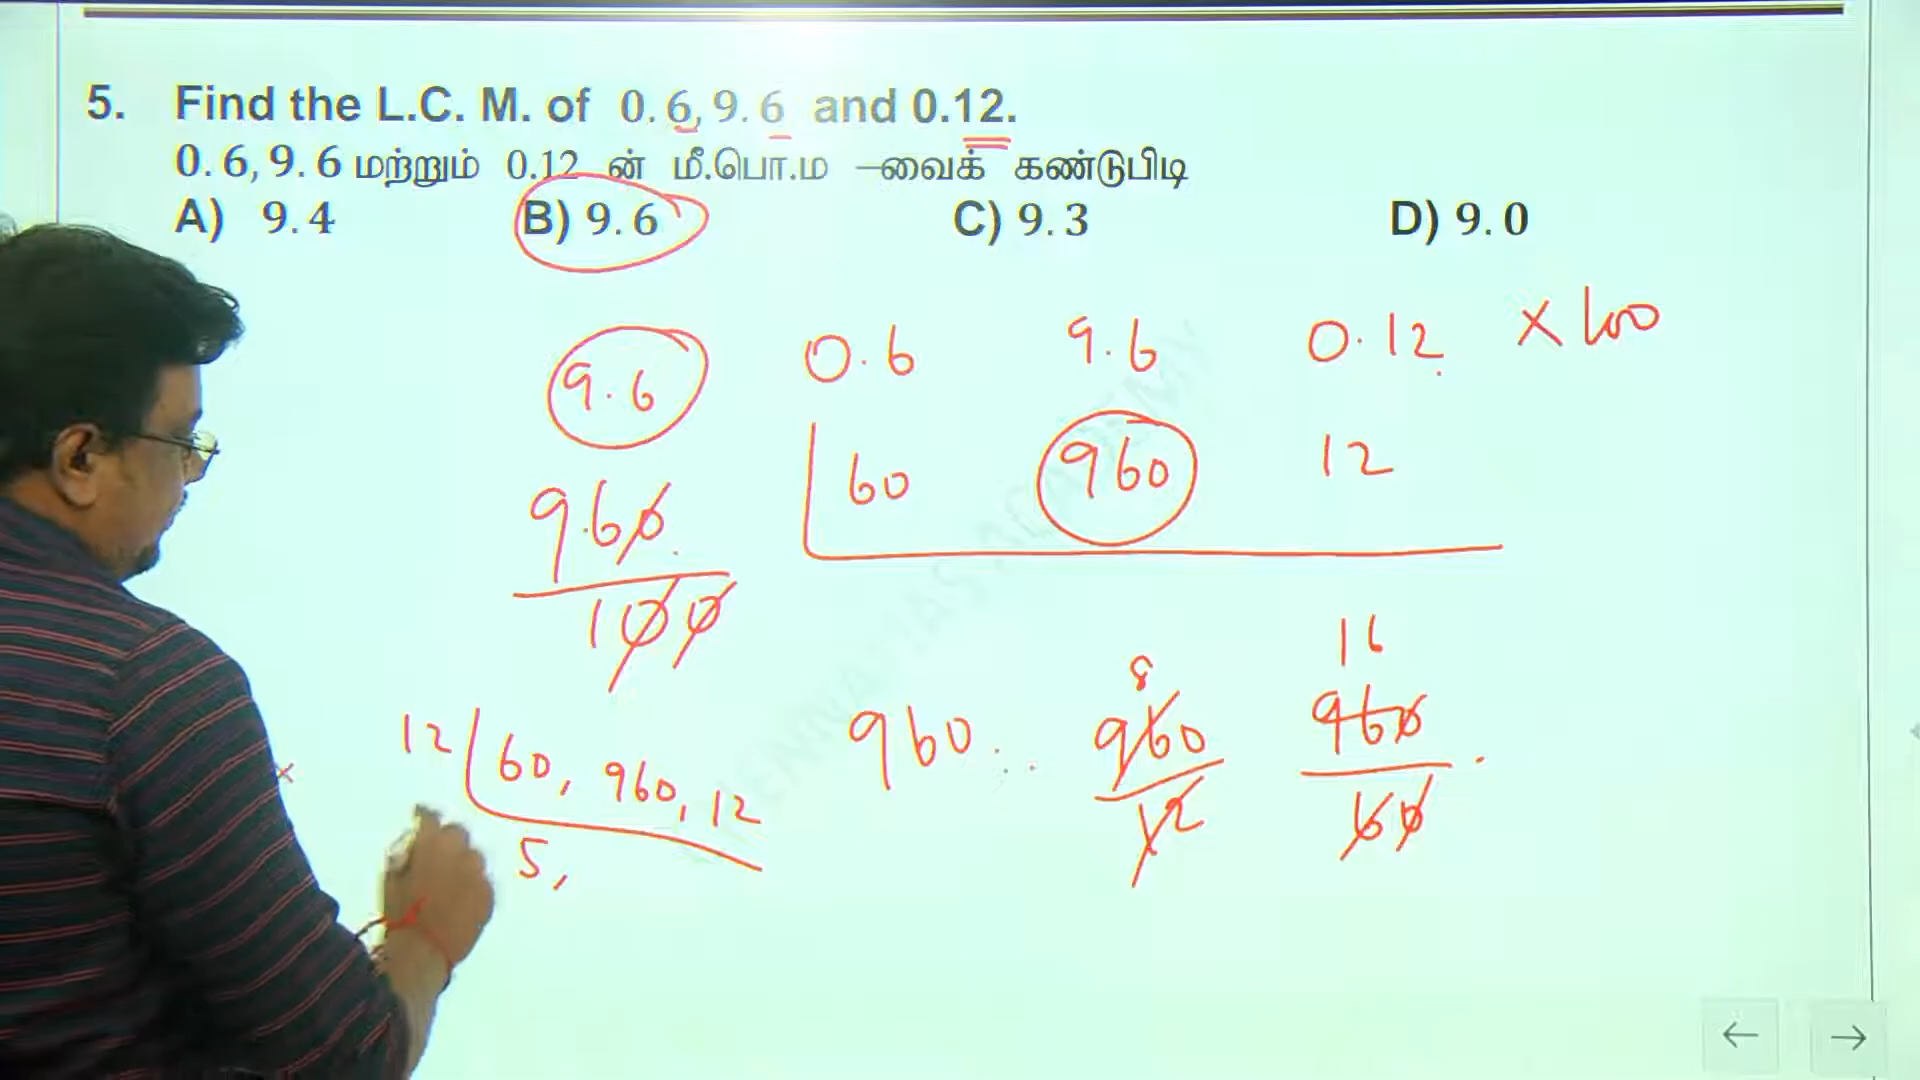 5. Find the L.C. M. of 0.6, 9.6 and 0.12.
0.6, 9.6 மற்றும் 0.12 ன் மீ.பொ.ம –வைக் கண்டுபிடி
A) 9.4 B) 9.6 C) 9.3 D) 9.0
9.6 0.6 9.6 0.12 × 100
60 960 12
9.60
100
16
8
12 60, 960, 12 960 960 960
12 60
5,
×
← →